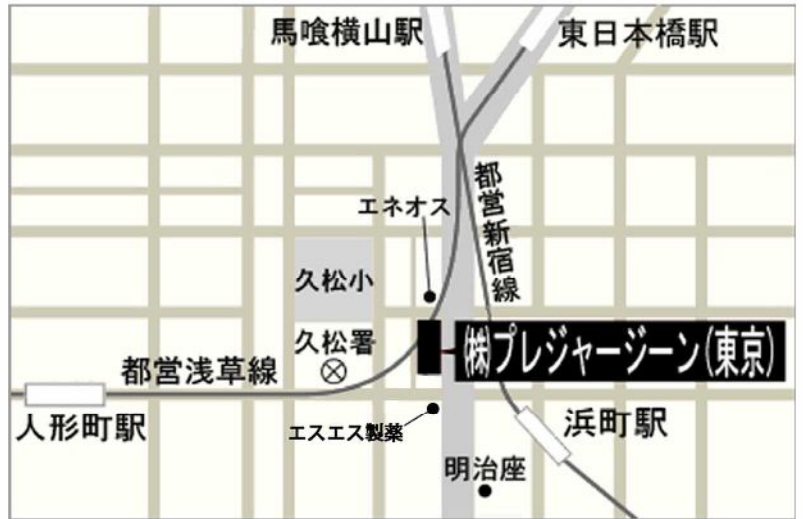 馬喰横山駅
東日本橋駅
都営新宿線
エネオス
久松小
久松署
㈱プレジャージーン(東京)
都営浅草線
人形町駅
エスエス製薬
浜町駅
明治座